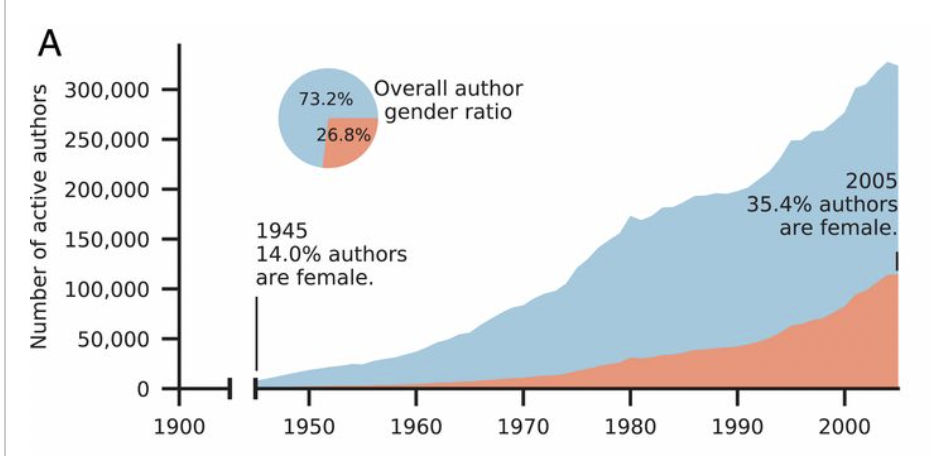 A
Number of active authors
300,000
250,000
200,000
150,000
100,000
50,000
0
73.2%
26.8%
Overall author
gender ratio
1945
14.0% authors
are female.
2005
35.4% authors
are female.
1900
1950
1960
1970
1980
1990
2000